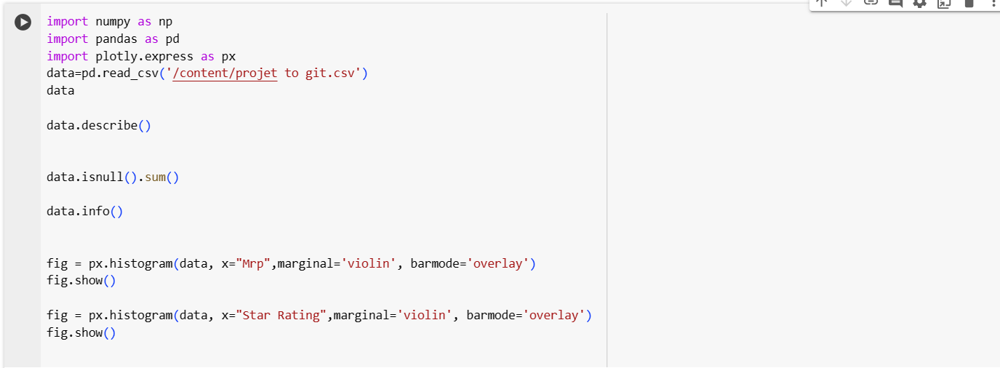 import numpy as np
import pandas as pd
import plotly.express as px
data=pd.read_csv('/content/projet to git.csv')
data
data.describe()
data.isnull().sum()
data.info()
fig = px.histogram(data, x="Mrp",marginal='violin', barmode='overlay')
fig.show()
fig = px.histogram(data, x="Star Rating",marginal='violin', barmode='overlay')
fig.show()